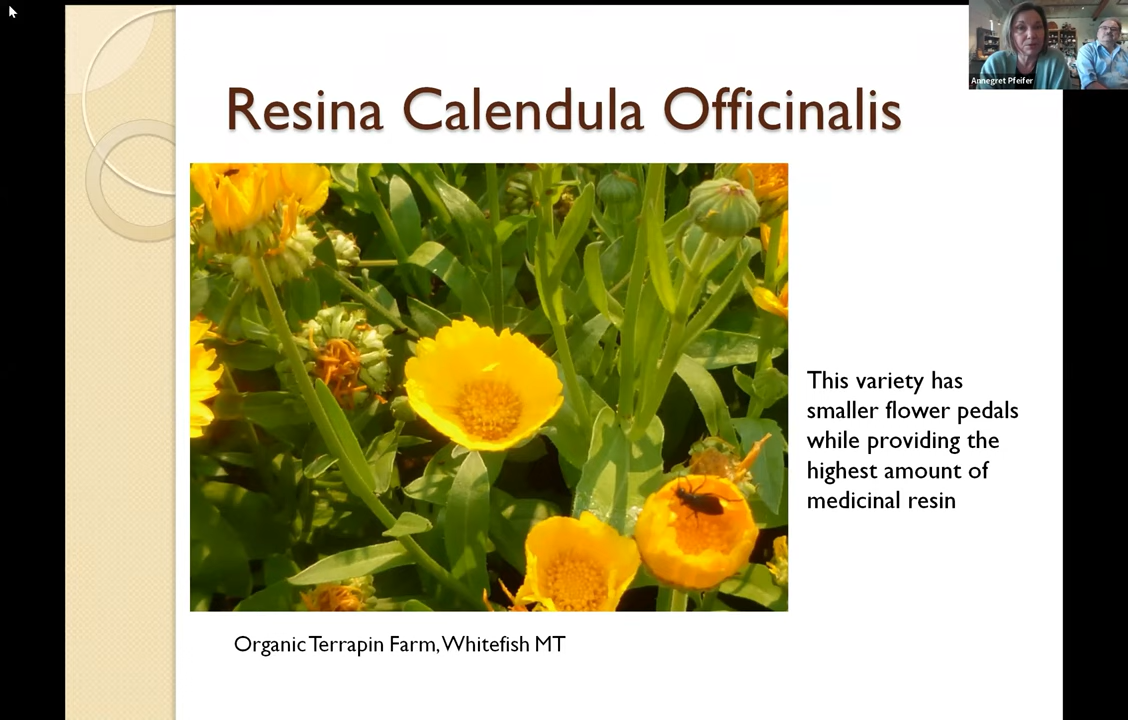 Annegret Pfeifer
Resina Calendula Officinalis
This variety has
smaller flower pedals
while providing the
highest amount of
medicinal resin
Organic Terrapin Farm, Whitefish MT